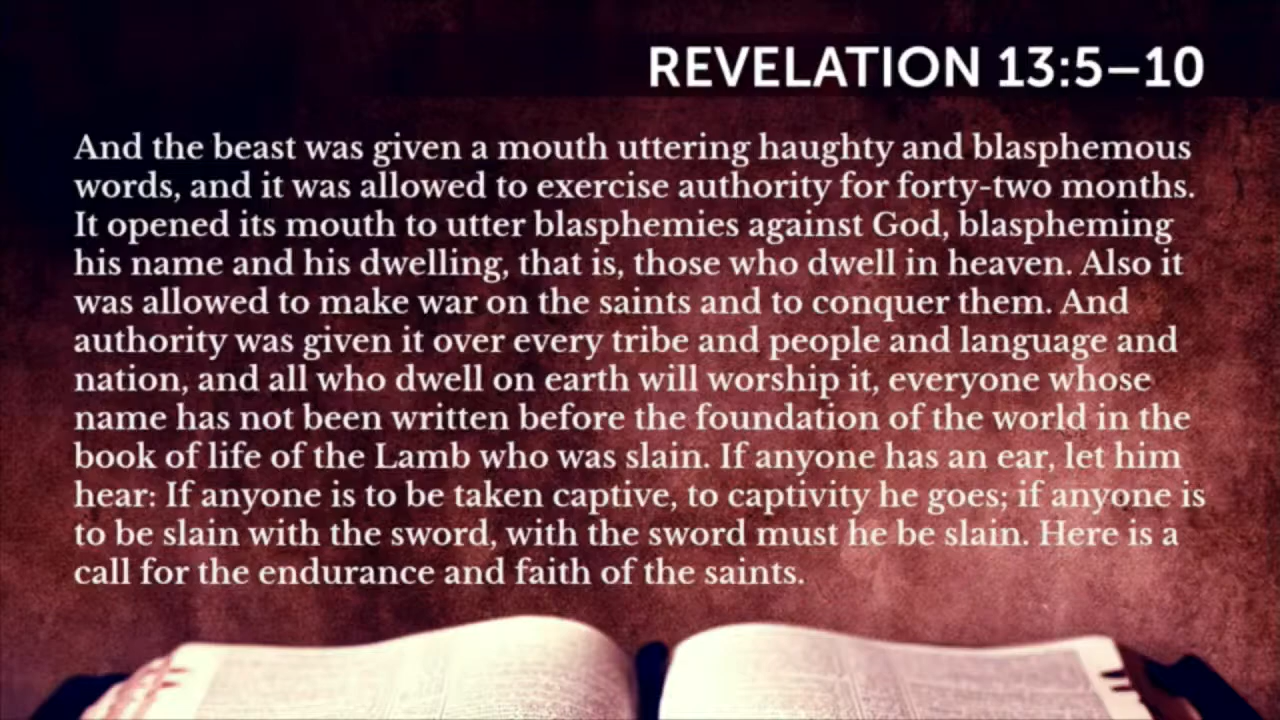 REVELATION 13:5–10
And the beast was given a mouth uttering haughty and blasphemous
words, and it was allowed to exercise authority for forty-two months.
It opened its mouth to utter blasphemies against God, blaspheming
his name and his dwelling, that is, those who dwell in heaven. Also it
was allowed to make war on the saints and to conquer them. And
authority was given it over every tribe and people and language and
nation, and all who dwell on earth will worship it, everyone whose
name has not been written before the foundation of the world in the
book of life of the Lamb who was slain. If anyone has an ear, let him
hear: If anyone is to be taken captive, to captivity he goes; if anyone is
to be slain with the sword, with the sword must he be slain. Here is a
call for the endurance and faith of the saints.